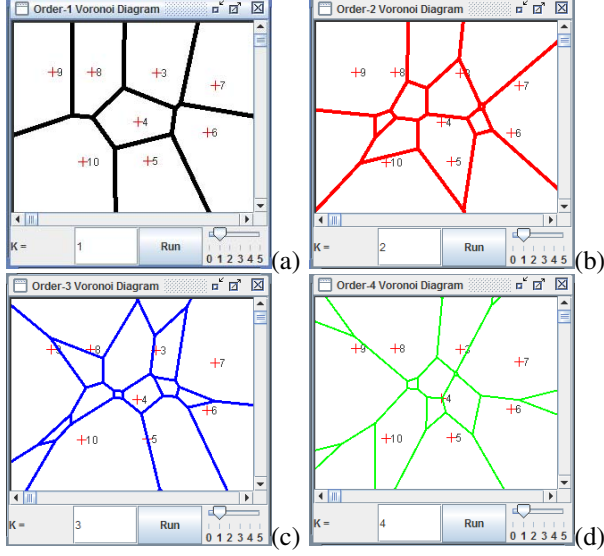 Order-1 Voronoi Diagram
9 8 3 7
4 6
10 5
K = 1 Run 0 1 2 3 4 5
(a)
Order-2 Voronoi Diagram
9 8 3 7
4 6
10 5
K = 2 Run 0 1 2 3 4 5
(b)
Order-3 Voronoi Diagram
9 8 3 7
4 6
10 5
K = 3 Run 0 1 2 3 4 5
(c)
Order-4 Voronoi Diagram
9 8 3 7
4 6
10 5
K = 4 Run 0 1 2 3 4 5
(d)